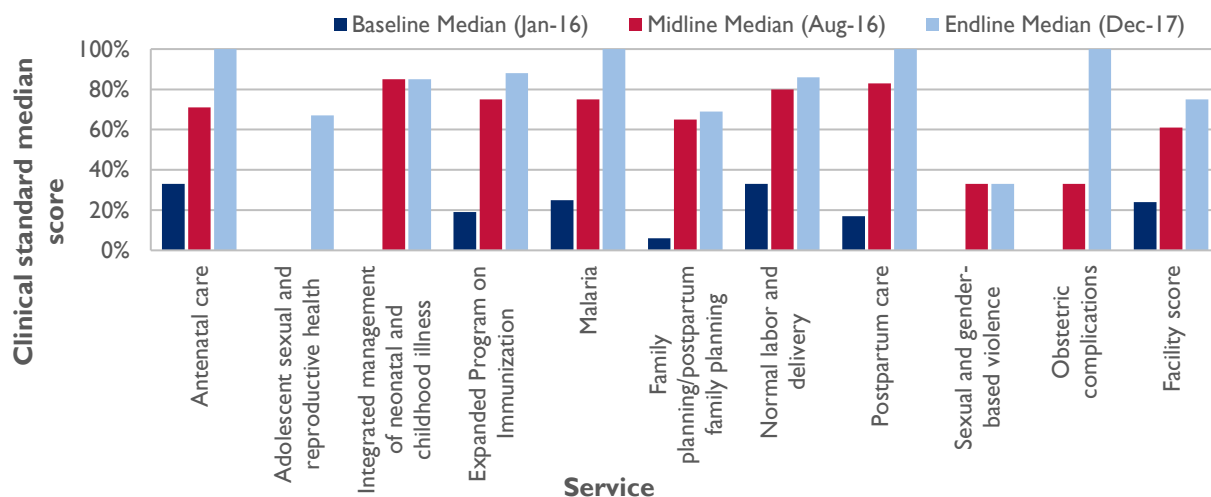 Baseline Median (Jan-16)
Midline Median (Aug-16)
Endline Median (Dec-17)
Clinical standard median
score
100%
80%
60%
40%
20%
0%
Antenatal care
Adolescent sexual and
reproductive health
Integrated management
of neonatal and
childhood illness
Expanded Program on
Immunization
Malaria
Family
planning/postpartum
family planning
Normal labor and
delivery
Postpartum care
Sexual and gender-
based violence
Obstetric
complications
Facility score
Service